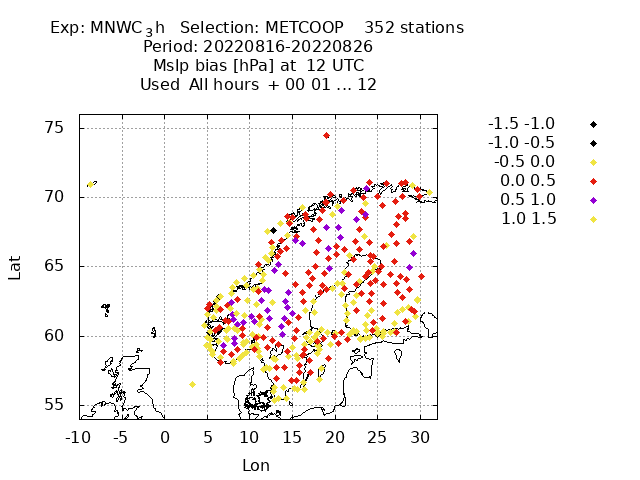 Exp: MNWC_3h   Selection: METCOOP    352 stations
Period: 20220816-20220826
Mslp bias [hPa] at  12 UTC
Used  All hours  + 00 01 ... 12
-1.5 -1.0
-1.0 -0.5
-0.5 0.0
0.0 0.5
0.5 1.0
1.0 1.5
75
70
65
60
55
Lat
-10 -5 0 5 10 15 20 25 30
Lon